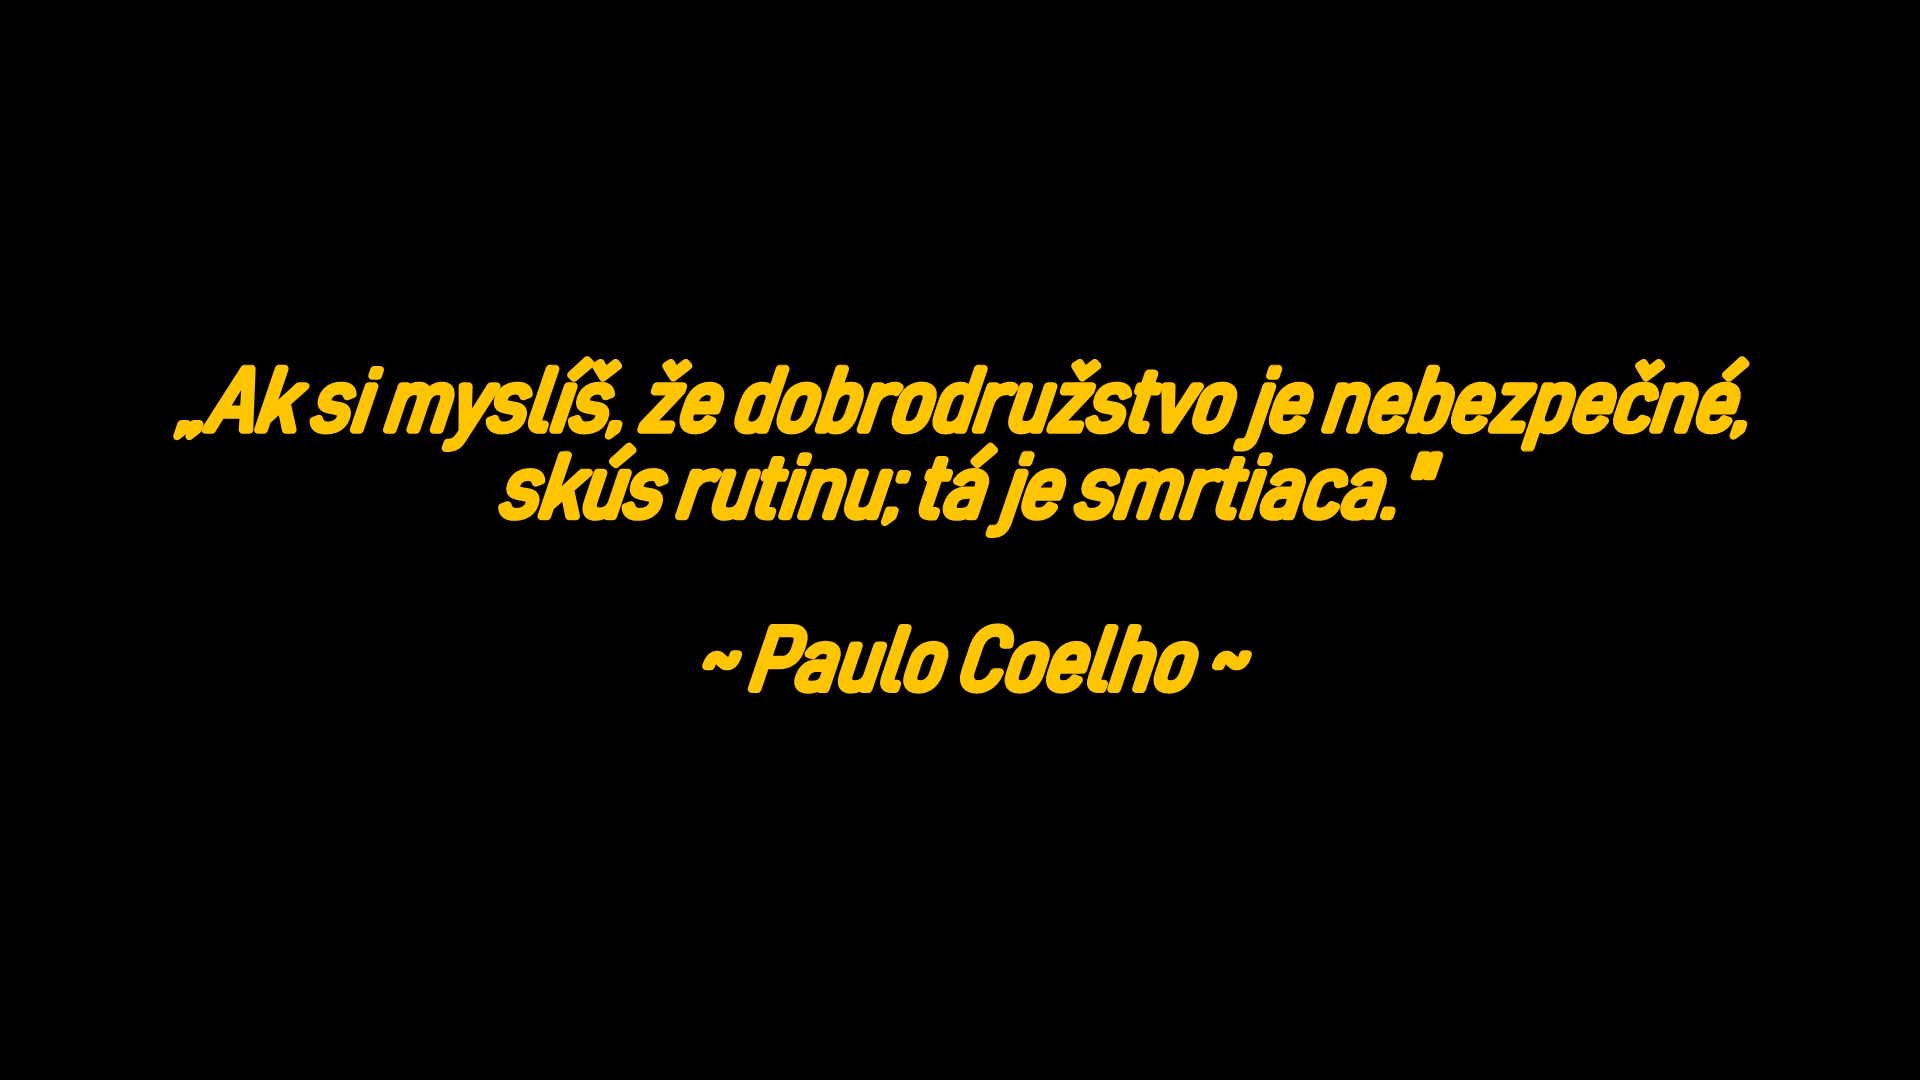 „Ak si myslíš, že dobrodružstvo je nebezpečné,
skús rutinu; tá je smrtiaca."
~ Paulo Coelho ~